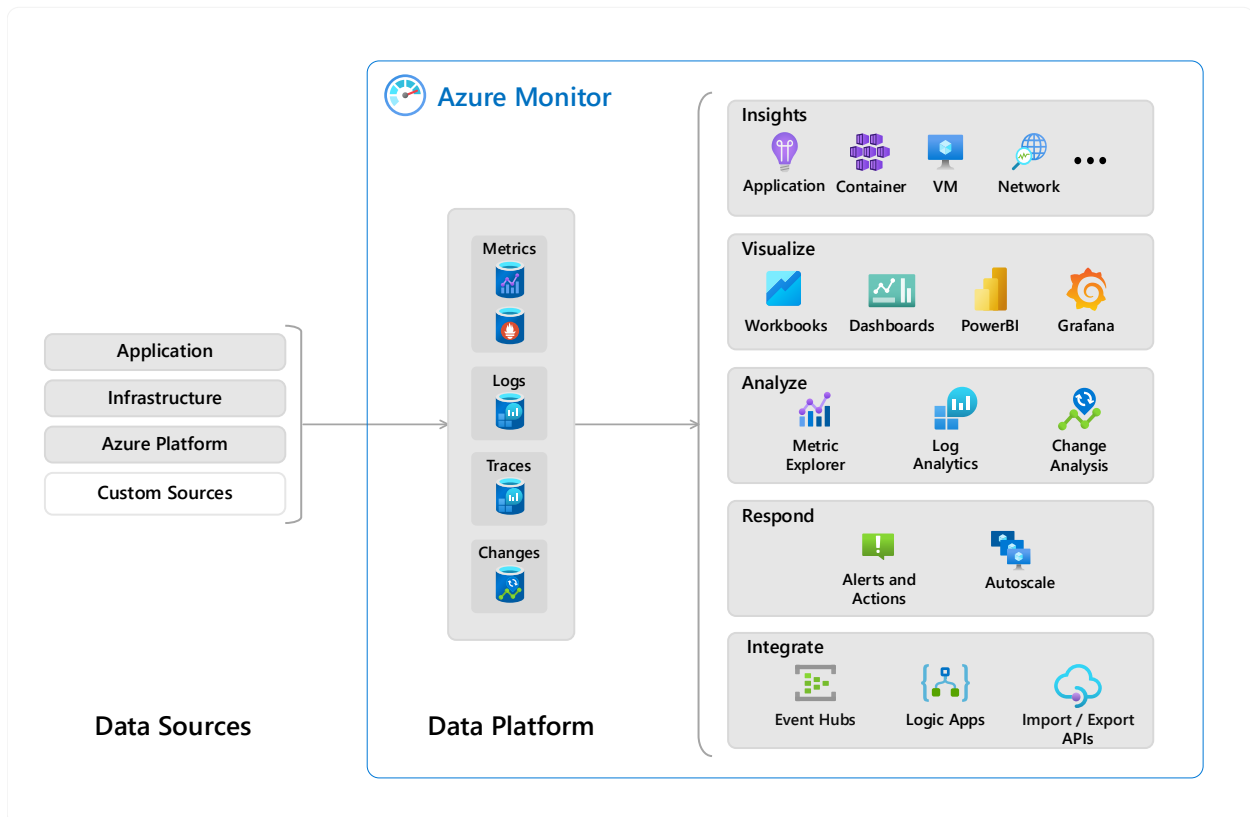 Azure Monitor
Application
Infrastructure
Azure Platform
Custom Sources
Data Sources
Metrics
Logs
Traces
Changes
Data Platform
Insights
Application
Container
VM
Network
Visualize
Workbooks
Dashboards
PowerBI
Grafana
Analyze
Metric
Explorer
Log
Analytics
Change
Analysis
Respond
Alerts and
Actions
Autoscale
Integrate
Event Hubs
Logic Apps
Import / Export
APIs